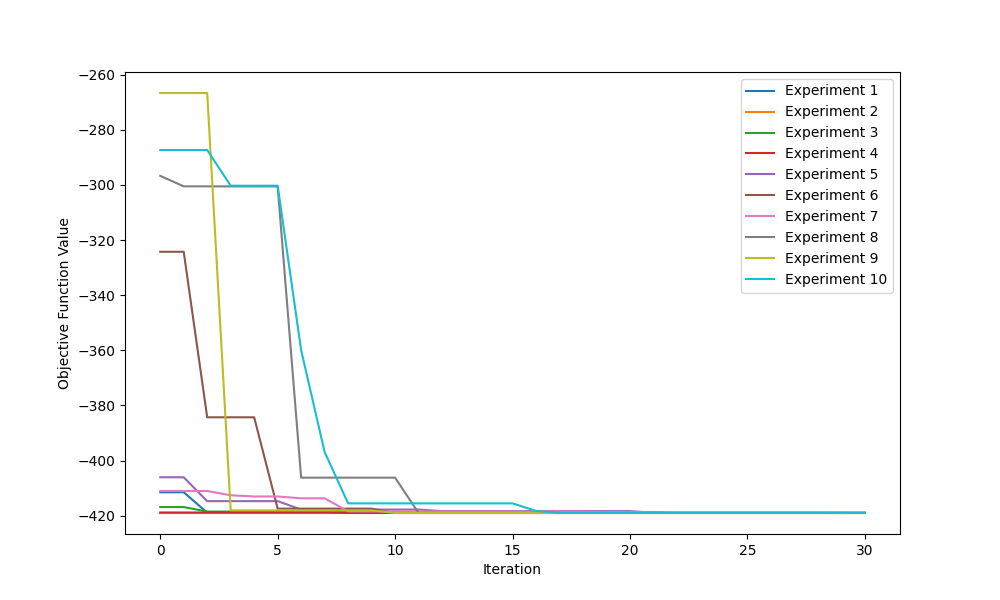 −260
−280
−300
−320
−340
−360
−380
−400
−420
Objective Function Value
0 5 10 15 20 25 30
Iteration
Experiment 1
Experiment 2
Experiment 3
Experiment 4
Experiment 5
Experiment 6
Experiment 7
Experiment 8
Experiment 9
Experiment 10